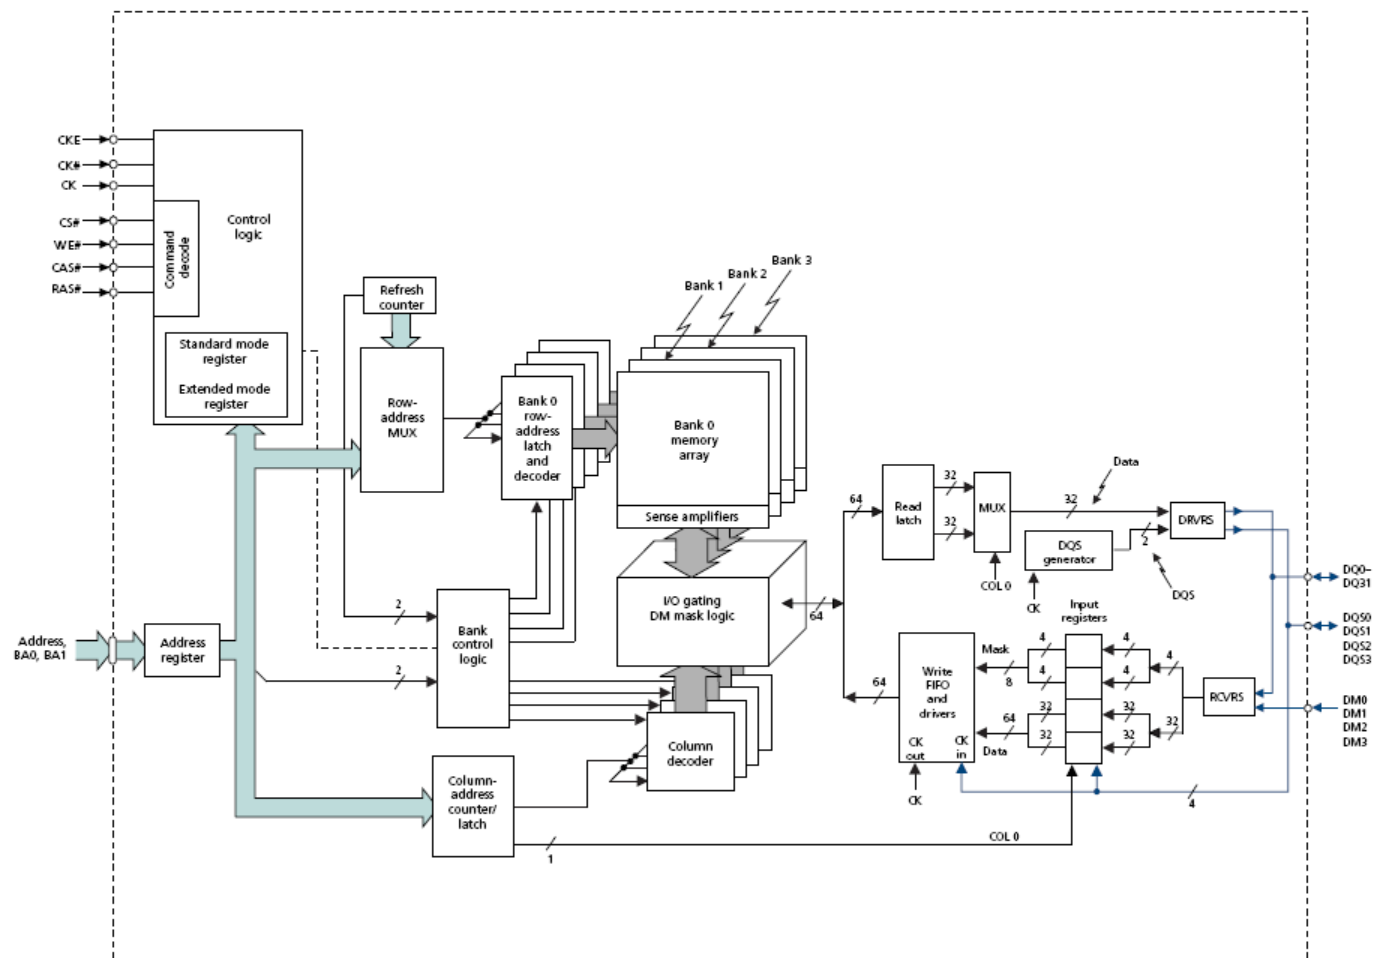 CKE
CK#
CK
CS#
WE#
CAS#
RAS#
Command
decode
Control
logic
Standard mode
register
Extended mode
register
Refresh
counter
Row-
address
MUX
Bank 0
row-
address
latch
and
decoder
Bank 1
Bank 2
Bank 3
Bank 0
memory
array
Sense amplifiers
I/O gating
DM mask logic
Address,
BA0, BA1
Address
register
2
2
Bank
control
logic
Column-
address
counter/
latch
Column
decoder
1
COL 0
64
64
64
Read
latch
32
32
MUX
COL 0
32
Data
DQS
generator
CK
2
DQS
DRVRS
DQ0–
DQ31
DQS0
DQS1
DQS2
DQS3
DM0
DM1
DM2
DM3
RCVRS
Input
registers
4
4
4
4
4
32
32
32
32
32
Mask
8
64
Data
Write
FIFO
and
drivers
CK
out
CK
in
CK
4